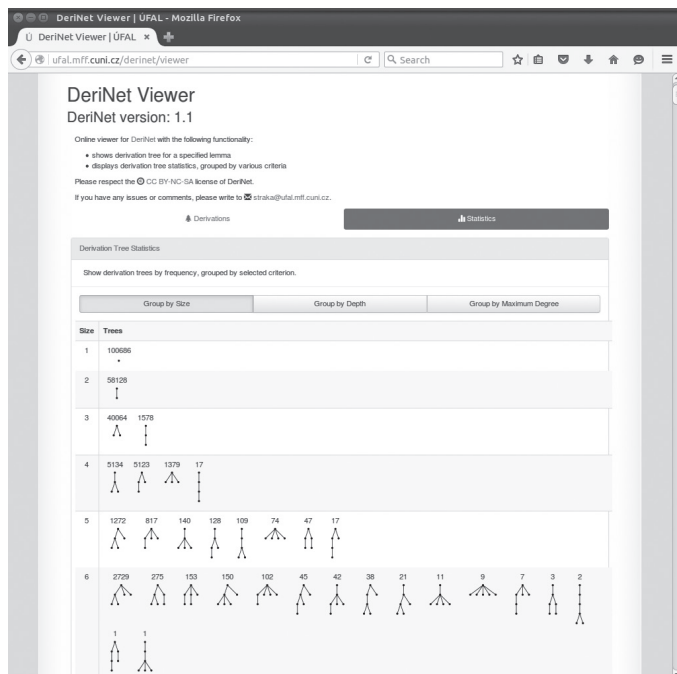 DeriNet Viewer | ÚFAL - Mozilla Firefox
Ú DeriNet Viewer | ÚFAL ×
ufal.mff.cuni.cz/derinet/viewer
Search
DeriNet Viewer
DeriNet version: 1.1
Online viewer for DeriNet with the following functionality:
• shows derivation tree for a specified lemma
• displays derivation tree statistics, grouped by various criteria
Please respect the CC BY-NC-SA license of DeriNet.
If you have any issues or comments, please write to straka@ufal.mff.cuni.cz.
Derivations Statistics
Derivation Tree Statistics
Show derivation trees by frequency, grouped by selected criterion.
Group by Size Group by Depth Group by Maximum Degree
Size Trees
1 100686
2 58128
3 40064 1578
4 5134 5123 1379 17
5 1272 817 140 128 109 74 47 17
6 2729 275 153 150 102 45 42 38 21 11 9 7 3 2
1 1